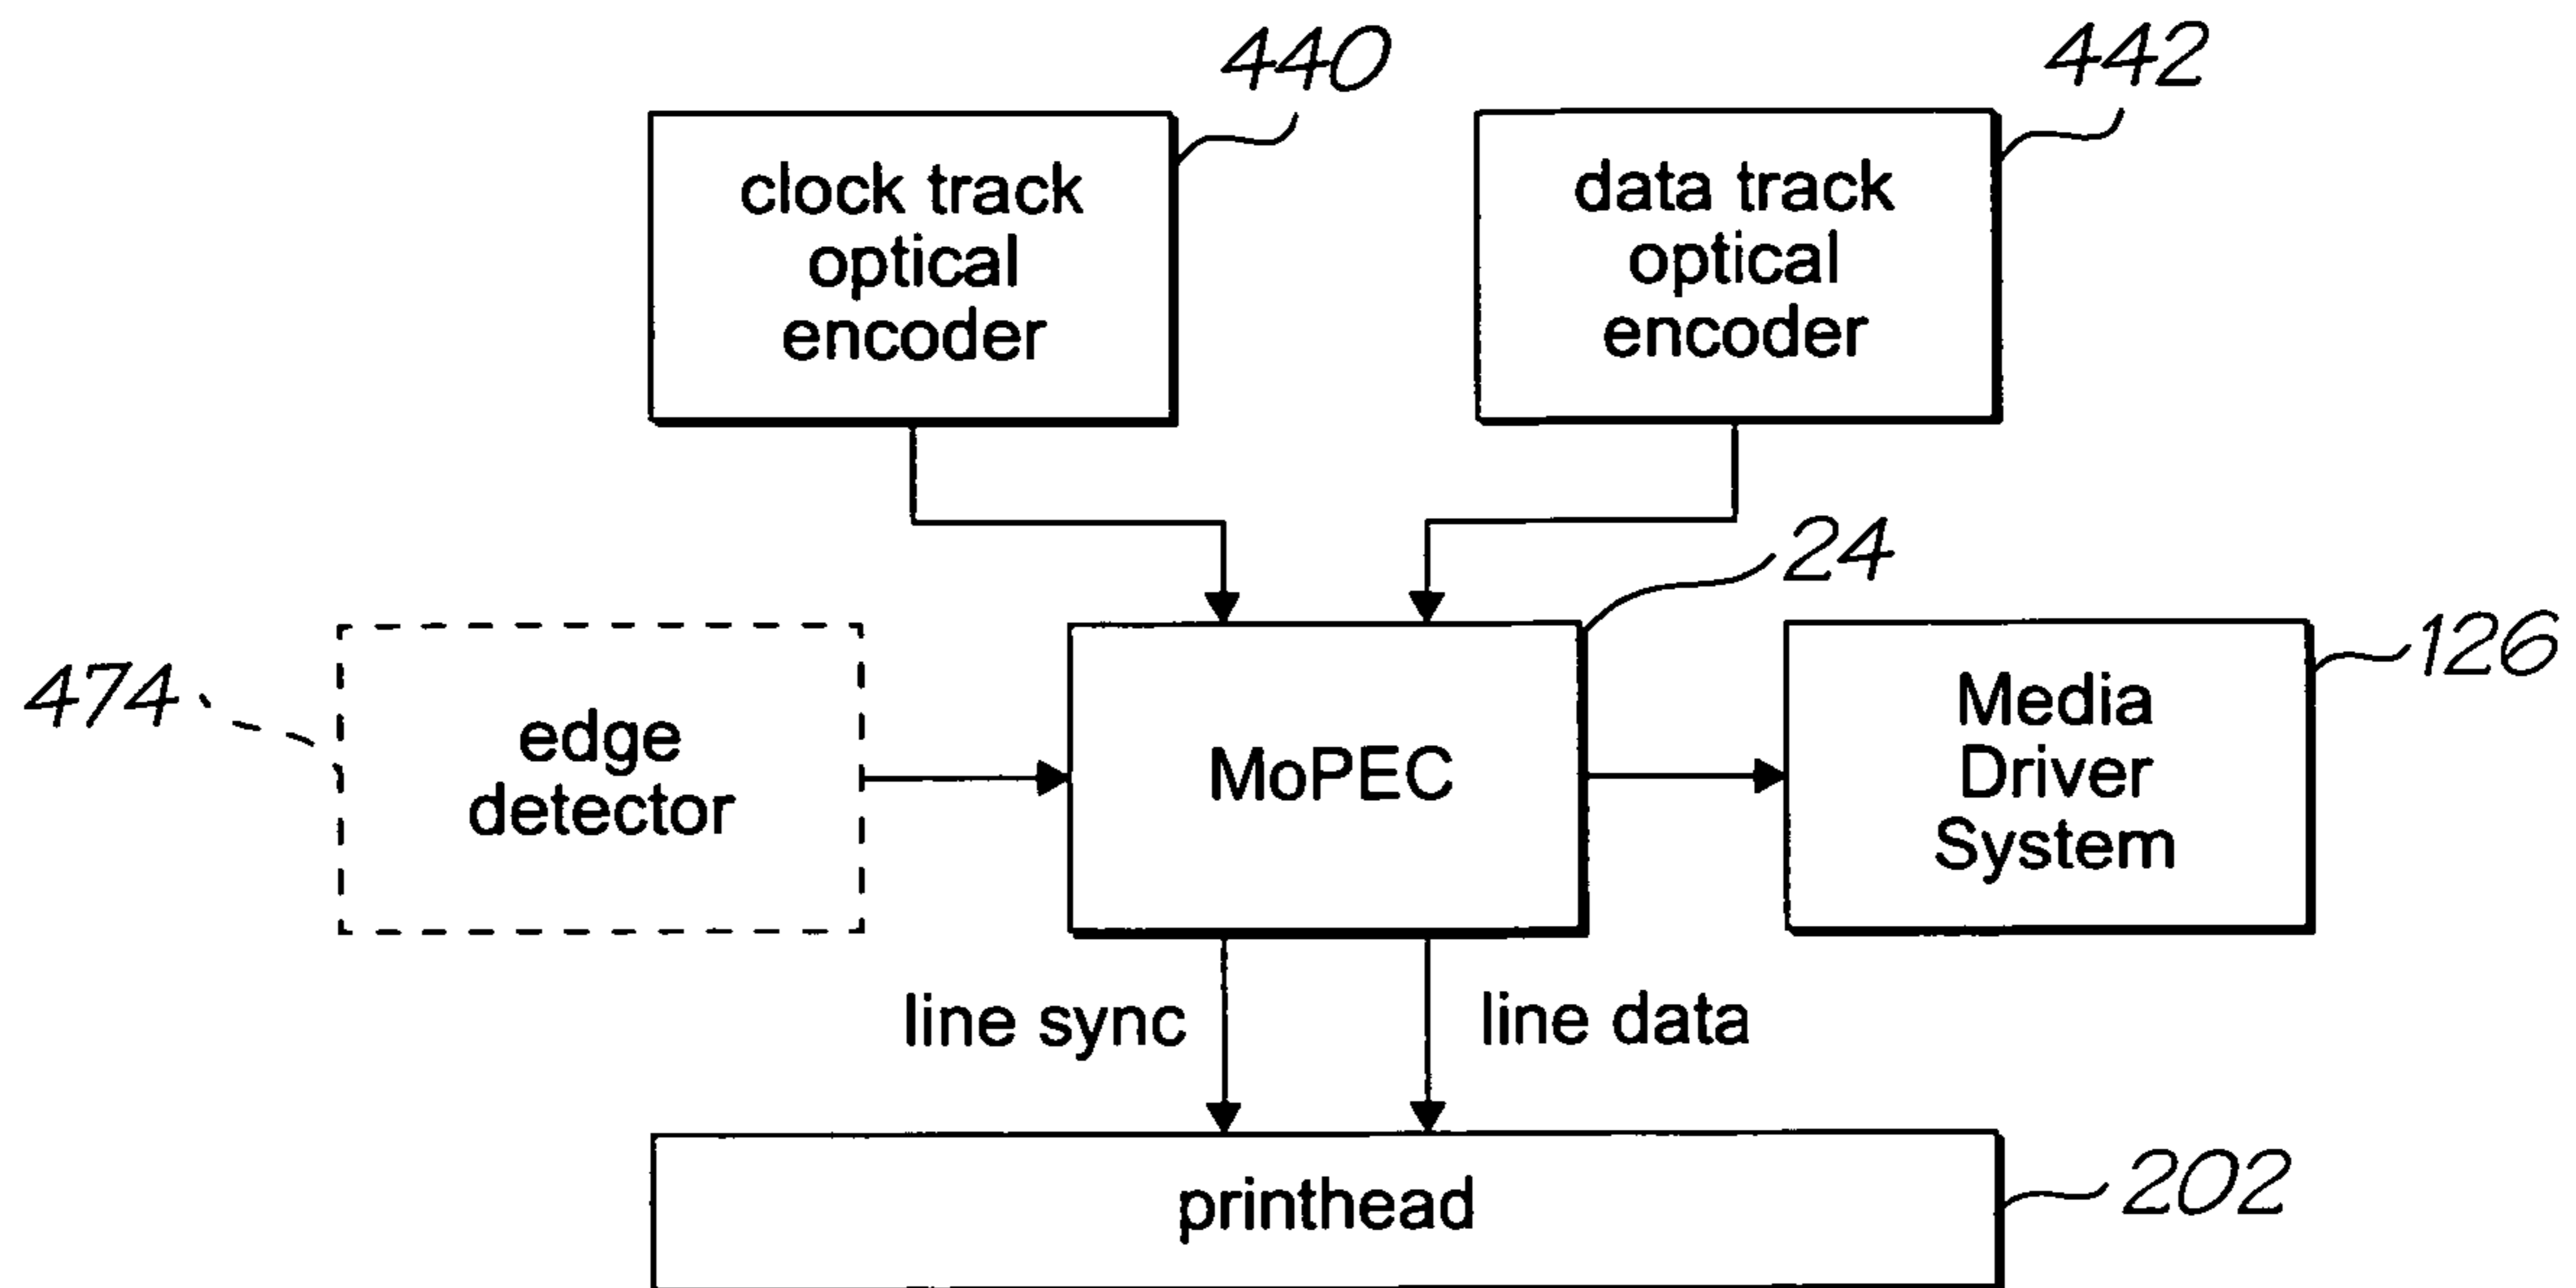 440
442
clock track
optical
encoder
data track
optical
encoder
24
126
474
edge
detector
MoPEC
Media
Driver
System
line sync
line data
printhead
202